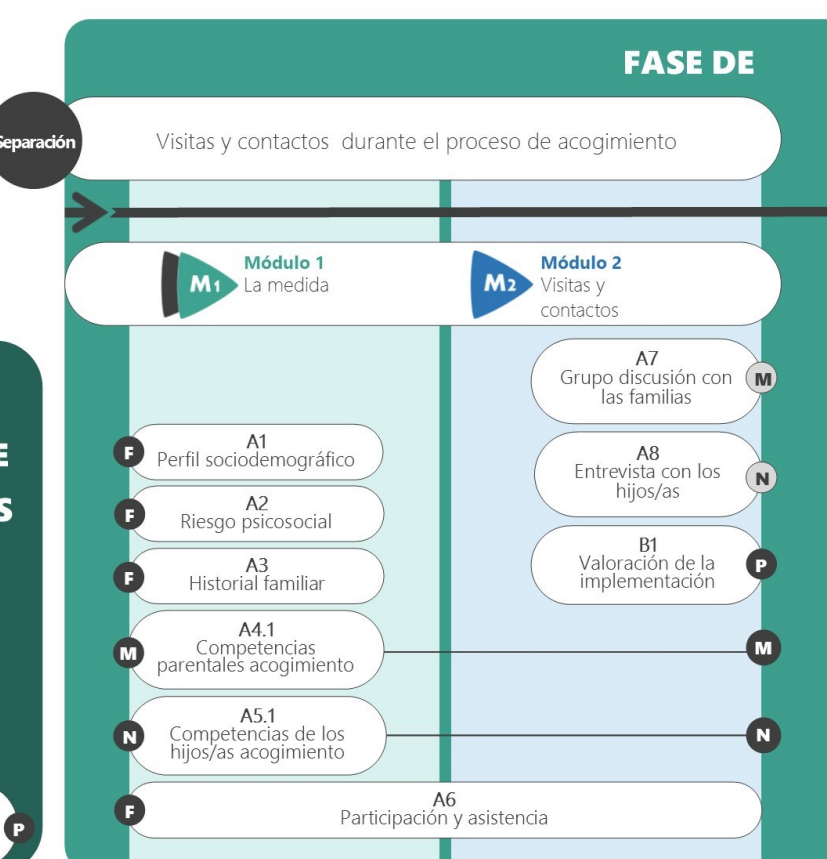 FASE DE
Separación
Visitas y contactos durante el proceso de acogimiento
M1
Módulo 1
La medida
M2
Módulo 2
Visitas y
contactos
A7
Grupo discusión con
las familias
M
E
S
A1
Perfil sociodemográfico
F
A8
Entrevista con los
hijos/as
N
A2
Riesgo psicosocial
F
B1
Valoración de la
implementación
P
A3
Historial familiar
F
A4.1
Competencias
parentales acogimiento
M
M
A5.1
Competencias de los
hijos/as acogimiento
N
N
A6
Participación y asistencia
F
P